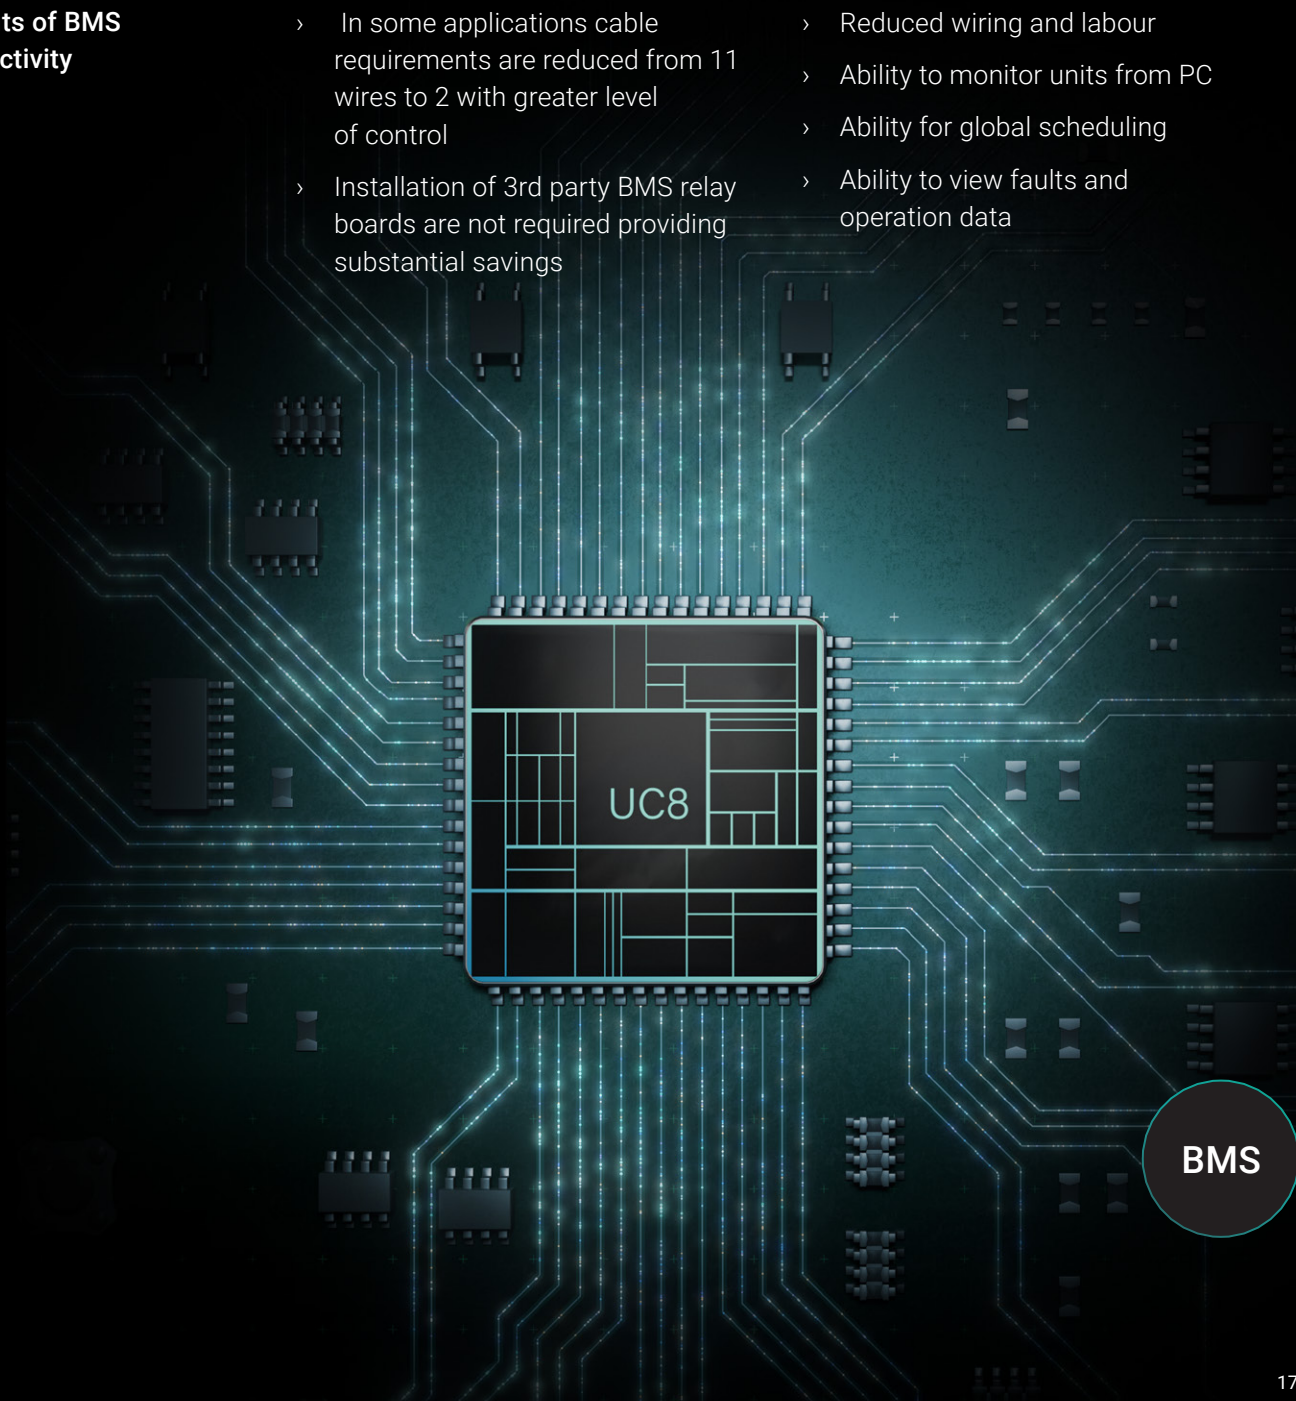 ts of BMS
ctivity
› In some applications cable
requirements are reduced from 11
wires to 2 with greater level
of control
› Installation of 3rd party BMS relay
boards are not required providing
substantial savings
› Reduced wiring and labour
› Ability to monitor units from PC
› Ability for global scheduling
› Ability to view faults and
operation data
UC8
BMS
17